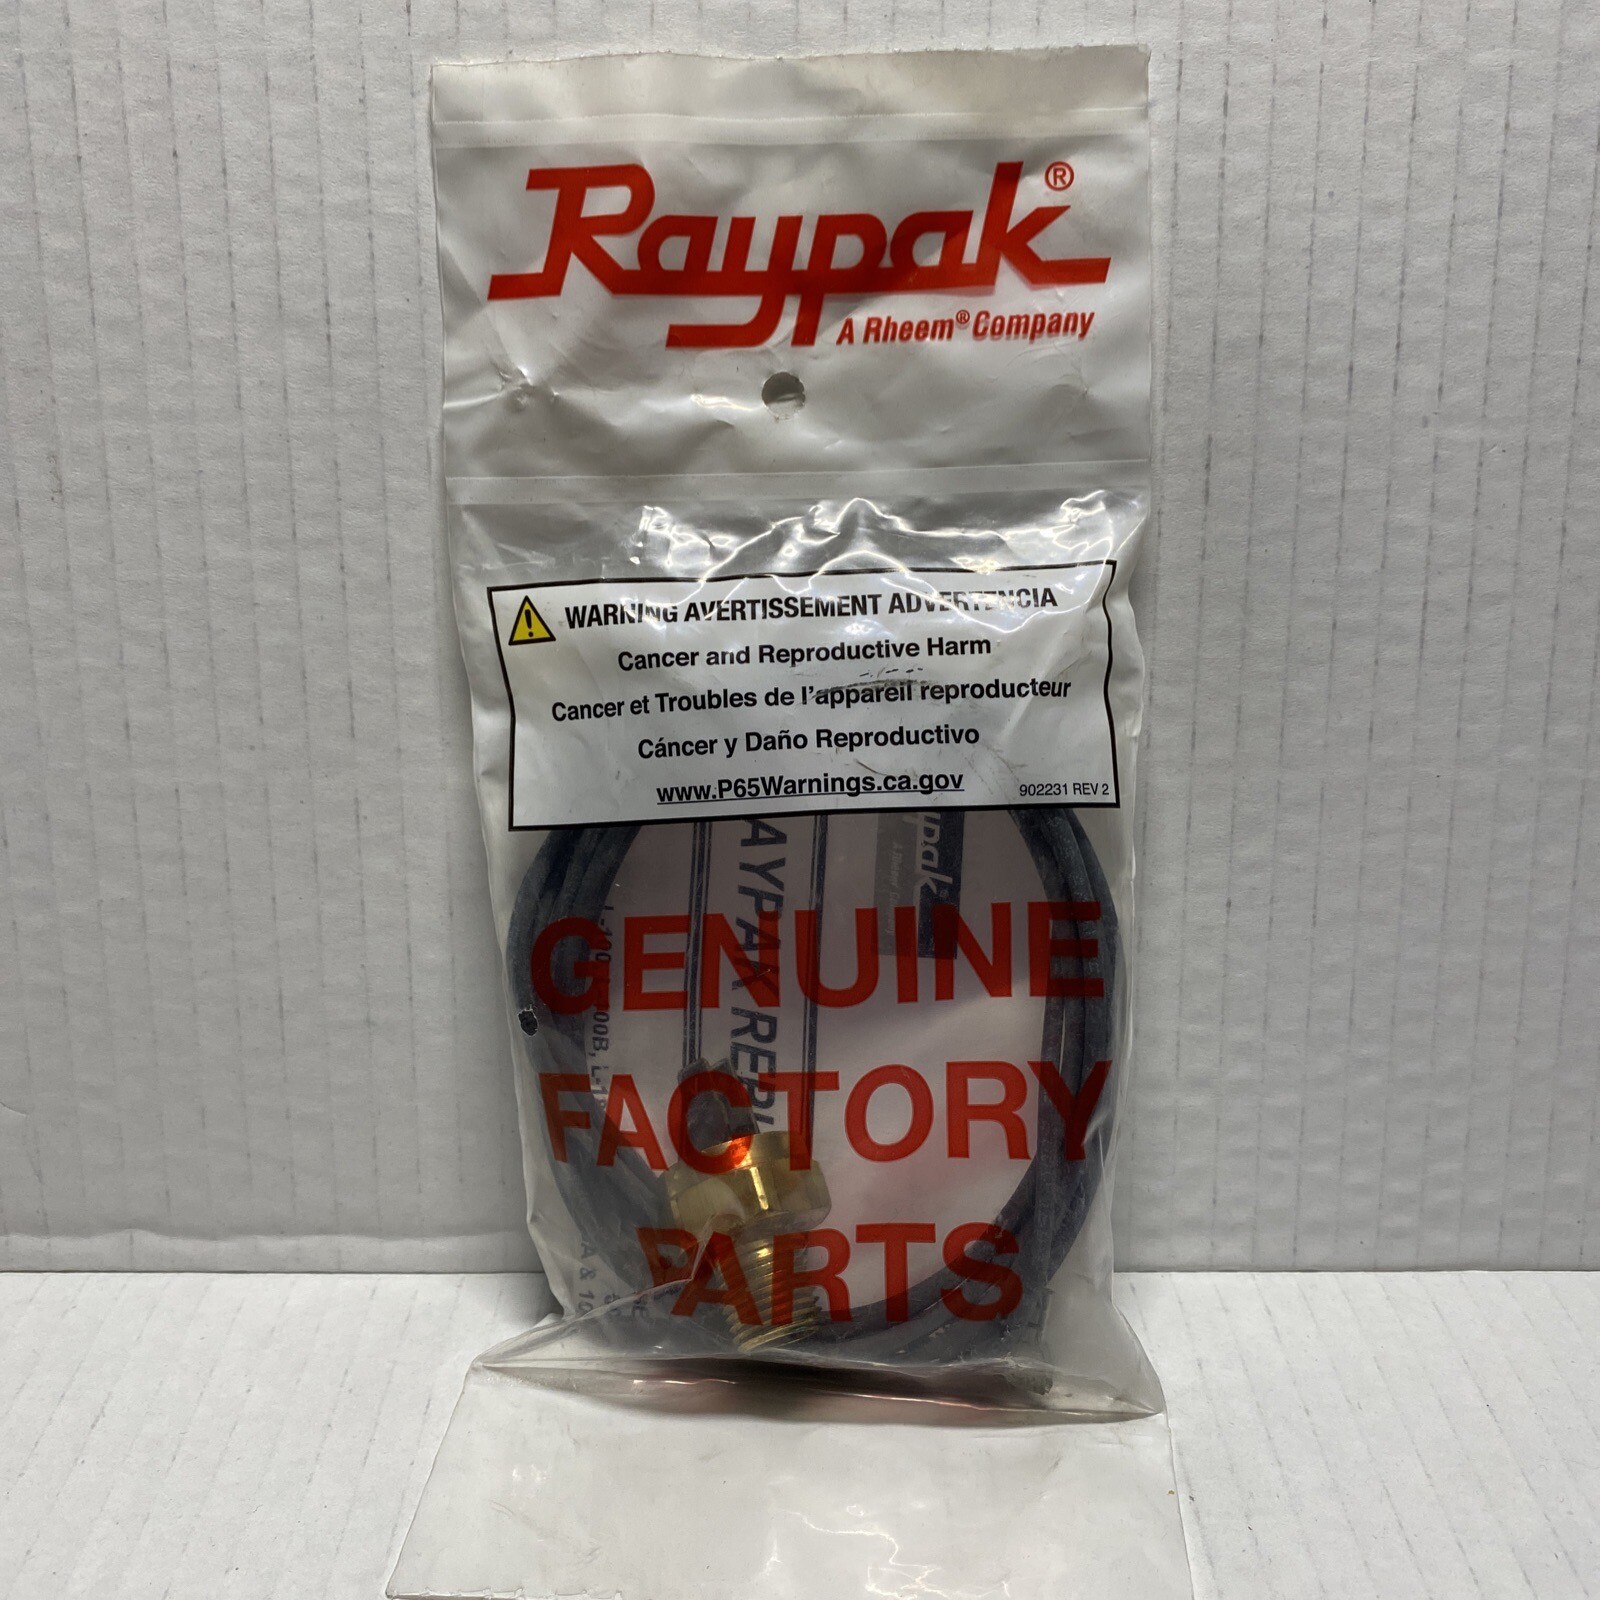 Raypak®
A Rheem® Company
WARNING AVERTISSEMENT ADVERTENCIA
Cancer and Reproductive Harm
Cancer et Troubles de l'appareil reproducteur
Cáncer y Daño Reproductivo
www.P65Warnings.ca.gov
902231 REV 2
GENUINE
FACTORY
PARTS